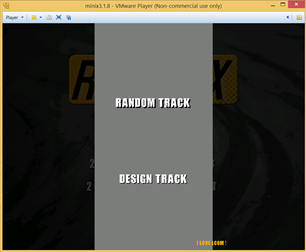 minix3.1.8 - VMware Player (Non-commercial use only)
Player
RANDOM TRACK
DESIGN TRACK